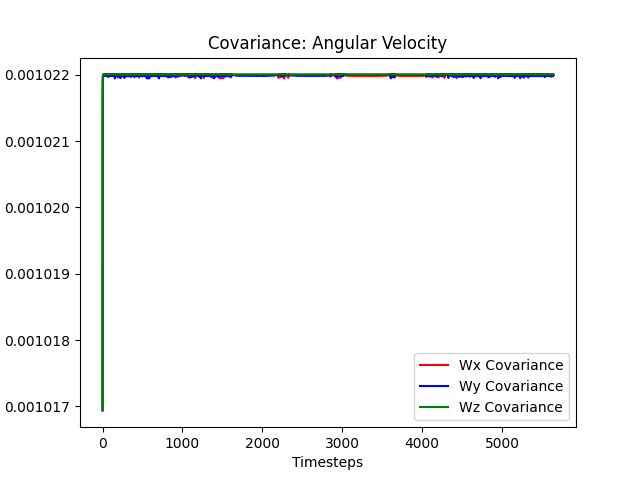 Covariance: Angular Velocity
0.001022
0.001021
0.001020
0.001019
0.001018
0.001017
Wx Covariance
Wy Covariance
Wz Covariance
0 1000 2000 3000 4000 5000
Timesteps